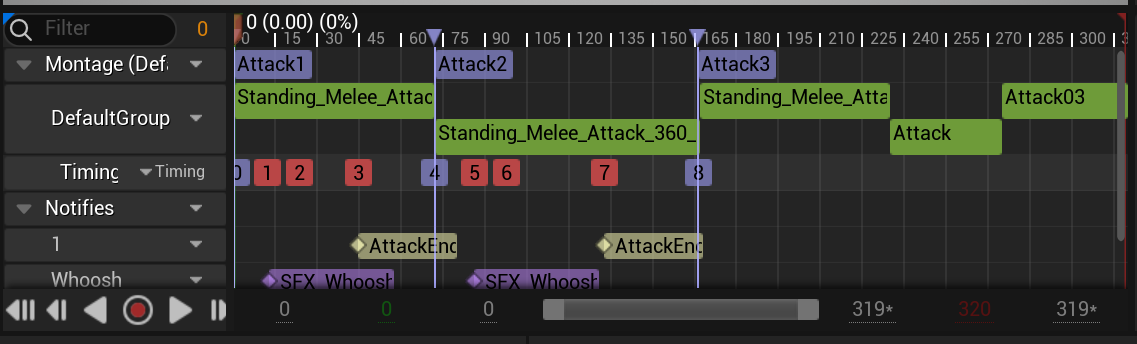 Filter 0
0 (0.00) (0%)
0 15 30 45 60 75 90 105 120 135 150 165 180 195 210 225 240 255 270 285 300
Montage (Def
Attack1 Attack2 Attack3
DefaultGroup
Standing_Melee_Attac Standing_Melee_Atta Attack03
Standing_Melee_Attack_360_ Attack
Timing Timing
0 1 2 3 4 5 6 7 8
Notifies
1 AttackEnd AttackEnd
Whoosh SFX_Whoosh SFX_Whoosh
0 0 0 319* 320 319*